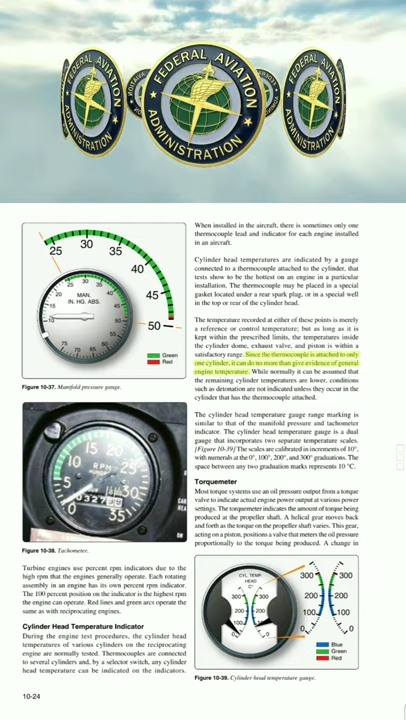 FEDERAL AVIATION
ADMINISTRATION
FEDERAL AVIATION
ADMINISTRATION
FEDERAL AVIATION
ADMINISTRATION
25
30
35
40
45
50
MAN.
IN. HG. ABS.
Green
Red
Figure 10-37. Manifold pressure gauge.
RPM
Figure 10-38. Tachometer.
Turbine engines use percent rpm indicators due to the
high rpm that the engines generally operate. Each rotating
assembly in an engine has its own percent rpm indicator.
The 100 percent position on the indicator is the highest rpm
the engine can operate. Red lines and green arcs operate the
same as with reciprocating engines.
Cylinder Head Temperature Indicator
During the engine test procedures, the cylinder head
temperatures of various cylinders on the reciprocating
engine are normally tested. Thermocouples are connected
to several cylinders and, by a selector switch, any cylinder
head temperature can be indicated on the indicators.
When installed in the aircraft, there is sometimes only one
thermocouple lead and indicator for each engine installed
in an aircraft.
Cylinder head temperatures are indicated by a gauge
connected to a thermocouple attached to the cylinder, that
tests show to be the hottest on an engine in a particular
installation. The thermocouple may be placed in a special
gasket located under a rear spark plug, or in a special well
in the top or rear of the cylinder head.
The temperature recorded at either of these points is merely
a reference or control temperature; but as long as it is
kept within the prescribed limits, the temperatures inside
the cylinder dome, exhaust valve, and piston is within a
satisfactory range. Since the thermocouple is attached to only
one cylinder, it can do no more than give evidence of general
engine temperature. While normally it can be assumed that
the remaining cylinder temperatures are lower, conditions
such as detonation are not indicated unless they occur in the
cylinder that has the thermocouple attached.
The cylinder head temperature gauge range marking is
similar to that of the manifold pressure and tachometer
indicator. The cylinder head temperature gauge is a dual
gauge that incorporates two separate temperature scales.
[Figure 10-39] The scales are calibrated in increments of 10°,
with numerals at the 0°, 100°, 200°, and 300° graduations. The
space between any two graduation marks represents 10 °C.
Torquemeter
Most torque systems use an oil pressure output from a torque
valve to indicate actual engine power output at various power
settings. The torquemeter indicates the amount of torque being
produced at the propeller shaft. A helical gear moves back
and forth as the torque on the propeller shaft varies. This gear,
acting on a piston, positions a valve that meters the oil pressure
proportionally to the torque being produced. A change in
CYL. TEMP.
HEAD
C°
300 300
200 200
100 100
0 0
300 300
200 200
100 100
0 0
Blue
Green
Red
Figure 10-39. Cylinder head temperature gauge.
10-24